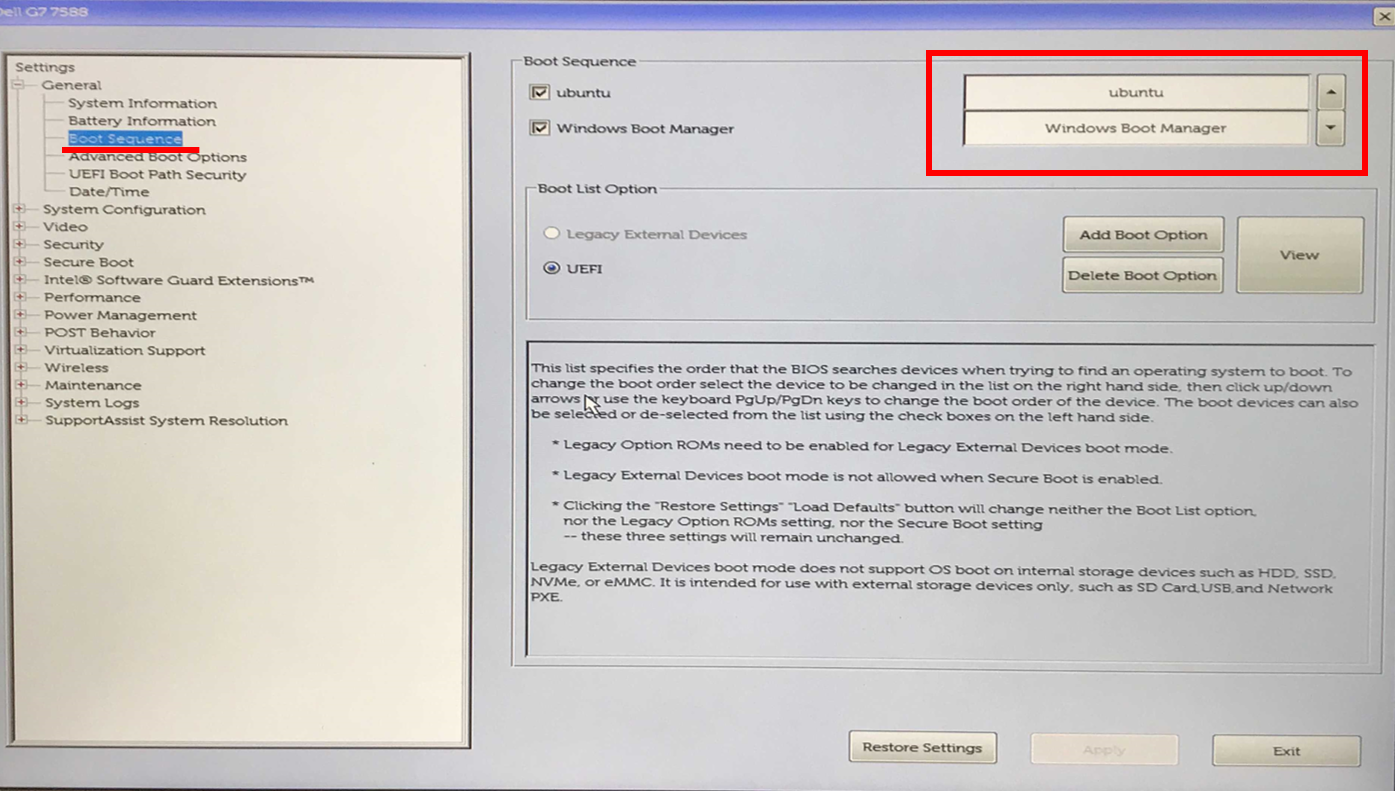 Dell G7 7588
Settings
General
System Information
Battery Information
Boot Sequence
Advanced Boot Options
UEFI Boot Path Security
Date/Time
System Configuration
Video
Security
Secure Boot
Intel® Software Guard Extensions™
Performance
Power Management
POST Behavior
Virtualization Support
Wireless
Maintenance
System Logs
SupportAssist System Resolution
Boot Sequence
ubuntu
Windows Boot Manager
ubuntu
Windows Boot Manager
Boot List Option
Legacy External Devices
UEFI
Add Boot Option
Delete Boot Option
View
This list specifies the order that the BIOS searches devices when trying to find an operating system to boot. To
change the boot order select the device to be changed in the list on the right hand side, then click up/down
arrows or use the keyboard PgUp/PgDn keys to change the boot order of the device. The boot devices can also
be selected or de-selected from the list using the check boxes on the left hand side.
* Legacy Option ROMs need to be enabled for Legacy External Devices boot mode.
* Legacy External Devices boot mode is not allowed when Secure Boot is enabled.
* Clicking the "Restore Settings" "Load Defaults" button will change neither the Boot List option,
nor the Legacy Option ROMs setting, nor the Secure Boot setting
-- these three settings will remain unchanged.
Legacy External Devices boot mode does not support OS boot on internal storage devices such as HDD, SSD,
NVMe, or eMMC. It is intended for use with external storage devices only, such as SD Card,USB,and Network
PXE.
Restore Settings
Apply
Exit